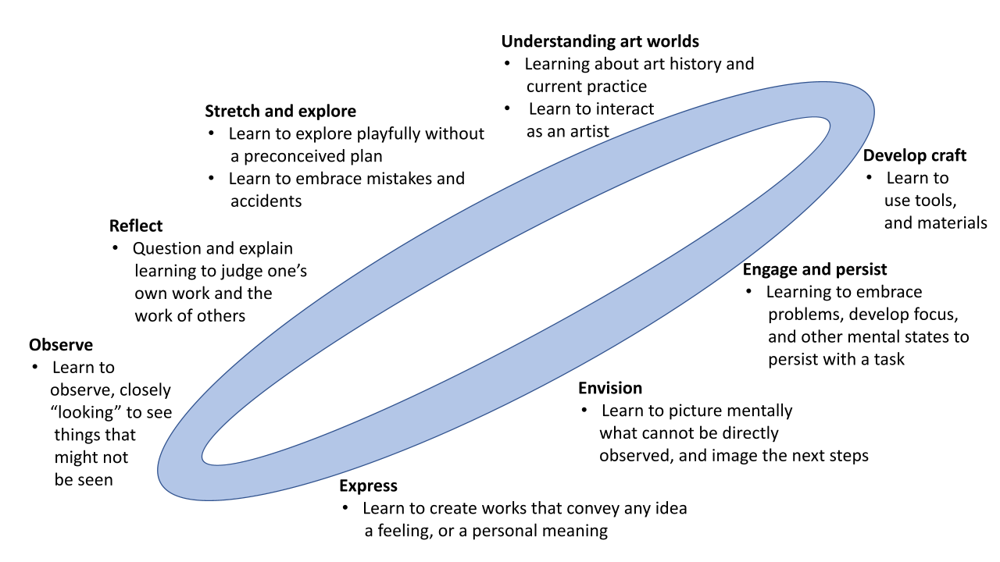 Understanding art worlds
• Learning about art history and
current practice
• Learn to interact
as an artist
Stretch and explore
• Learn to explore playfully without
a preconceived plan
• Learn to embrace mistakes and
accidents
Develop craft
• Learn to
use tools,
and materials
Reflect
• Question and explain
learning to judge one’s
own work and the
work of others
Engage and persist
• Learning to embrace
problems, develop focus,
and other mental states to
persist with a task
Observe
• Learn to
observe, closely
“looking” to see
things that
might not
be seen
Envision
• Learn to picture mentally
what cannot be directly
observed, and image the next steps
Express
• Learn to create works that convey any idea
a feeling, or a personal meaning